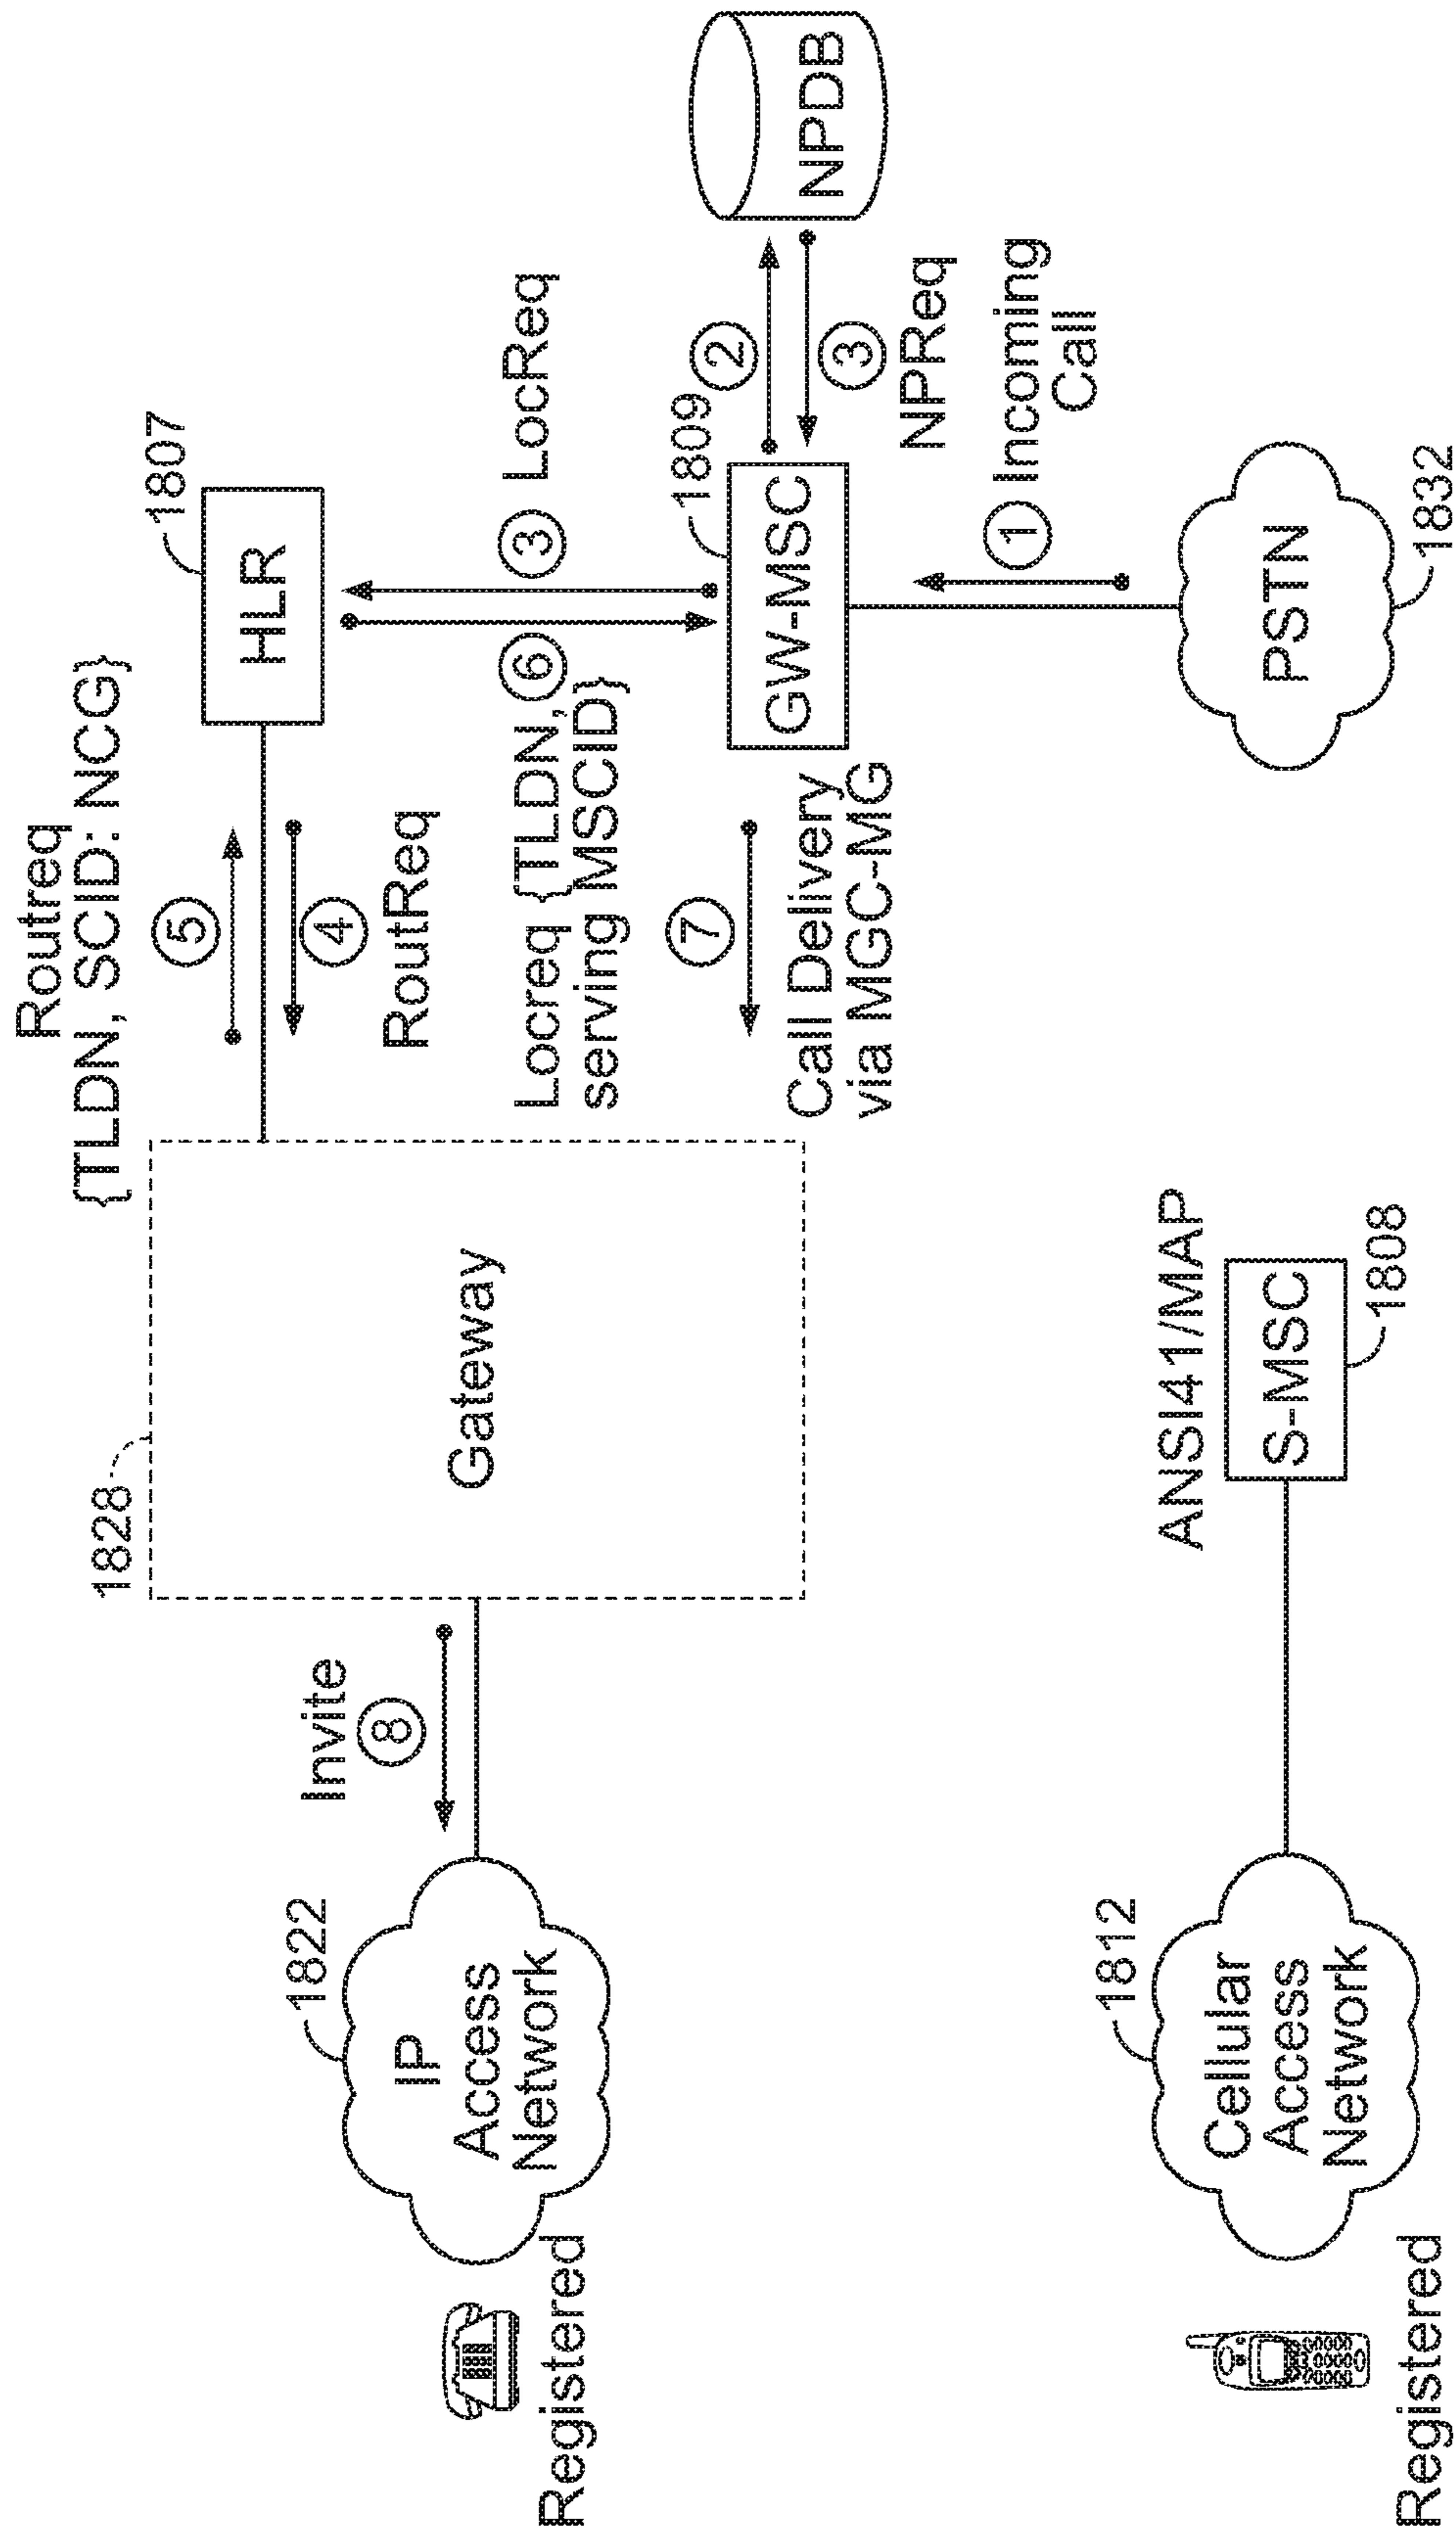 Routreq
{TLDN, SCID: NCG}
1828
1807
5
HLR
4
RoutReq
Invite
8
1822
IP
Access
Network
Registered
Gateway
3
LocReq
6
Locreq {TLDN,
serving MSCID}
7
Call Delivery
via MGC-MG
1809
GW-MSC
2
3
NPReq
NPDB
1
Incoming
Call
PSTN
1832
1812
Cellular
Access
Network
Registered
ANSI41/MAP
S-MSC
1808